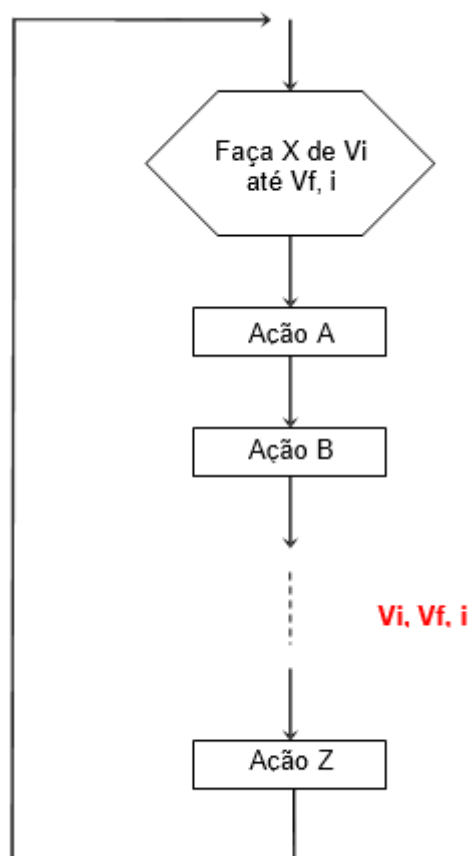 Faça X de Vi
até Vf, i
Ação A
Ação B
Vi, Vf, i
Ação Z